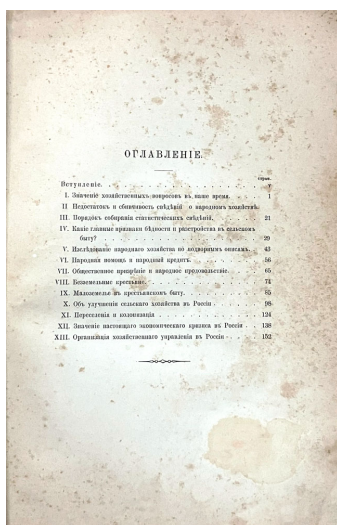 ОГЛАВЛЕНІЕ.
стран.
Вступленіе. V
I. Значеніе хозяйственныхъ вопросовъ въ наше время. 1
II Недостатокъ и сбивчивость свѣдѣній о народномъ хозяйствѣ.
III. Порядокъ собиранія статистическихъ свѣдѣній. 21
IV. Какіе главные признаки бѣдности и разстройства въ сельскомъ
быту? 29
V. Изслѣдованіе народнаго хозяйства по подворнымъ описямъ. 43
VI. Народная помощь и народный кредитъ. 56
VII. Общественное призрѣніе и народное продовольствіе. 65
VIII. Безземельные крестьяне. 74
IX. Малоземелье въ крестьянскомъ быту. 85
X. Объ улучшеніи сельскаго хозяйства въ Россіи 98
XI. Переселенія и колонизація 124
XII. Значеніе настоящаго экономическаго кризиса въ Россіи 138
XIII. Организація хозяйственнаго управленія въ Россіи 152